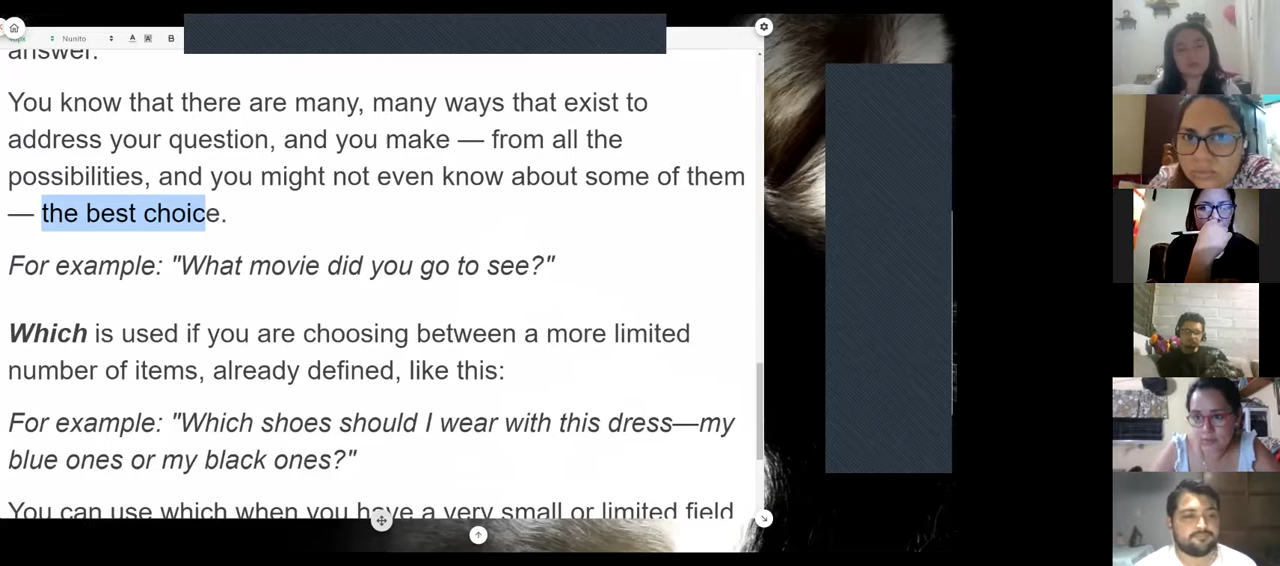 Nunito A A B
answer.
You know that there are many, many ways that exist to
address your question, and you make — from all the
possibilities, and you might not even know about some of them
— the best choice.
For example: "What movie did you go to see?"
Which is used if you are choosing between a more limited
number of items, already defined, like this:
For example: "Which shoes should I wear with this dress—my
blue ones or my black ones?"
You can use which when you have a very small or limited field